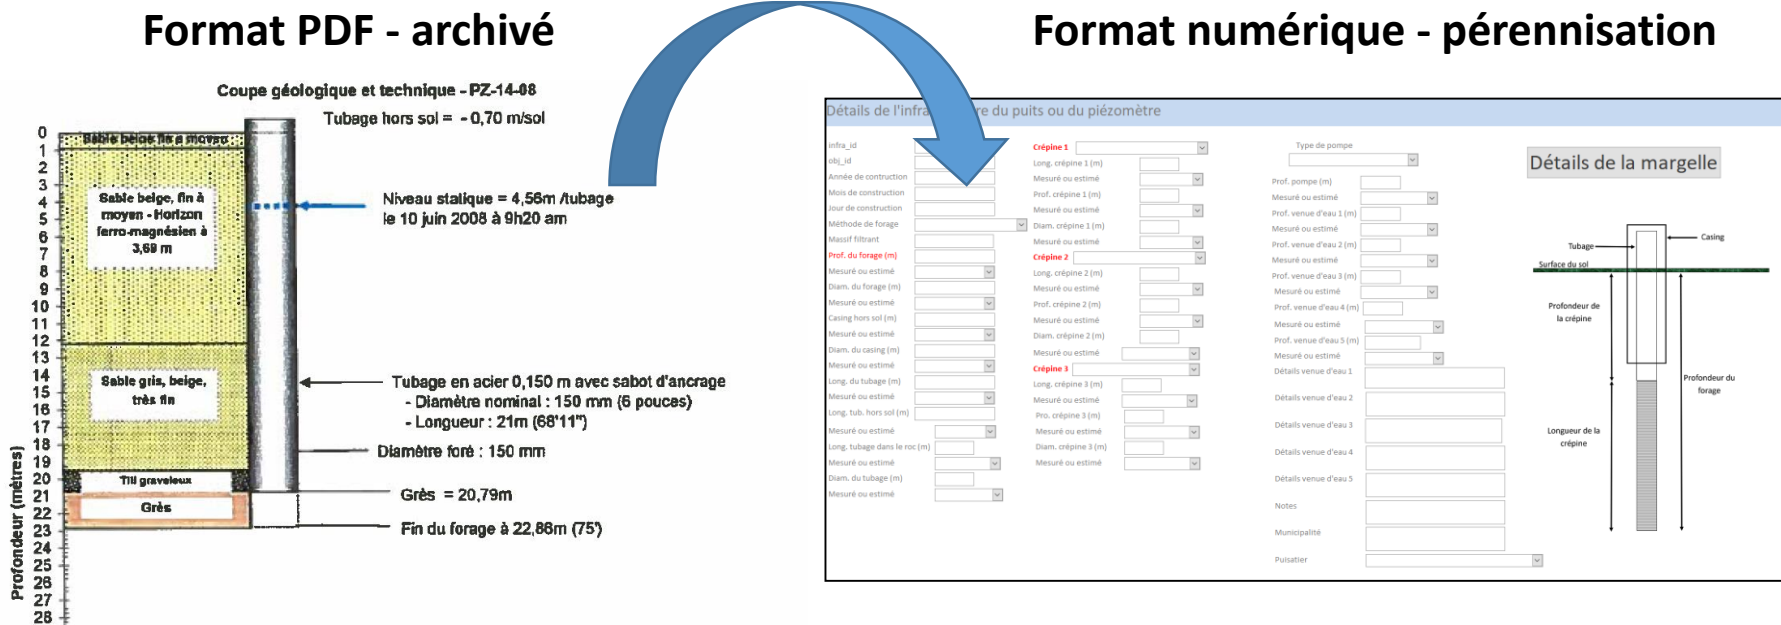 Format PDF - archivé
Format numérique - pérennisation
Coupe géologique et technique - PZ-14-08
Tubage hors sol = - 0,70 m/sol
0
1
2
3
4
5
6
7
8
9
10
11
12
13
14
15
16
17
18
19
20
21
22
23
24
25
26
27
28
Profondeur (mètres)
Sable beige fin à moyen
Sable beige, fin à
moyen - Horizon
ferro-magnésien à
3,69 m
Sable gris, beige,
très fin
Till graveleux
Grès
Niveau statique = 4,56m /tubage
le 10 juin 2008 à 9h20 am
Tubage en acier 0,150 m avec sabot d'ancrage
- Diamètre nominal : 150 mm (6 pouces)
- Longueur : 21m (68'11")
Diamètre foré : 150 mm
Grès = 20,79m
Fin du forage à 22,86m (75')
Détails de l'infra re du puits ou du piézomètre
infra_id
obj_id
Année de contruction
Mois de construction
Jour de construction
Méthode de forage
Massif filtrant
Prof. du forage (m)
Mesuré ou estimé
Diam. du forage (m)
Mesuré ou estimé
Casing hors sol (m)
Mesuré ou estimé
Diam. du casing (m)
Mesuré ou estimé
Long. du tubage (m)
Mesuré ou estimé
Long. tub. hors sol (m)
Mesuré ou estimé
Long. tubage dans le roc (m)
Mesuré ou estimé
Diam. du tubage (m)
Mesuré ou estimé
Crépine 1
Long. crépine 1 (m)
Mesuré ou estimé
Prof. crépine 1 (m)
Mesuré ou estimé
Diam. crépine 1 (m)
Mesuré ou estimé
Crépine 2
Long. crépine 2 (m)
Mesuré ou estimé
Prof. crépine 2 (m)
Mesuré ou estimé
Diam. crépine 2 (m)
Mesuré ou estimé
Crépine 3
Long. crépine 3 (m)
Mesuré ou estimé
Pro. crépine 3 (m)
Mesuré ou estimé
Diam. crépine 3 (m)
Mesuré ou estimé
Type de pompe
Prof. pompe (m)
Mesuré ou estimé
Prof. venue d'eau 1 (m)
Mesuré ou estimé
Prof. venue d'eau 2 (m)
Mesuré ou estimé
Prof. venue d'eau 3 (m)
Mesuré ou estimé
Prof. venue d'eau 4 (m)
Mesuré ou estimé
Prof. venue d'eau 5 (m)
Mesuré ou estimé
Détails venue d'eau 1
Détails venue d'eau 2
Détails venue d'eau 3
Détails venue d'eau 4
Détails venue d'eau 5
Notes
Municipalité
Puisatier
Détails de la margelle
Tubage
Casing
Surface du sol
Profondeur de
la crépine
Profondeur du
forage
Longueur de la
crépine